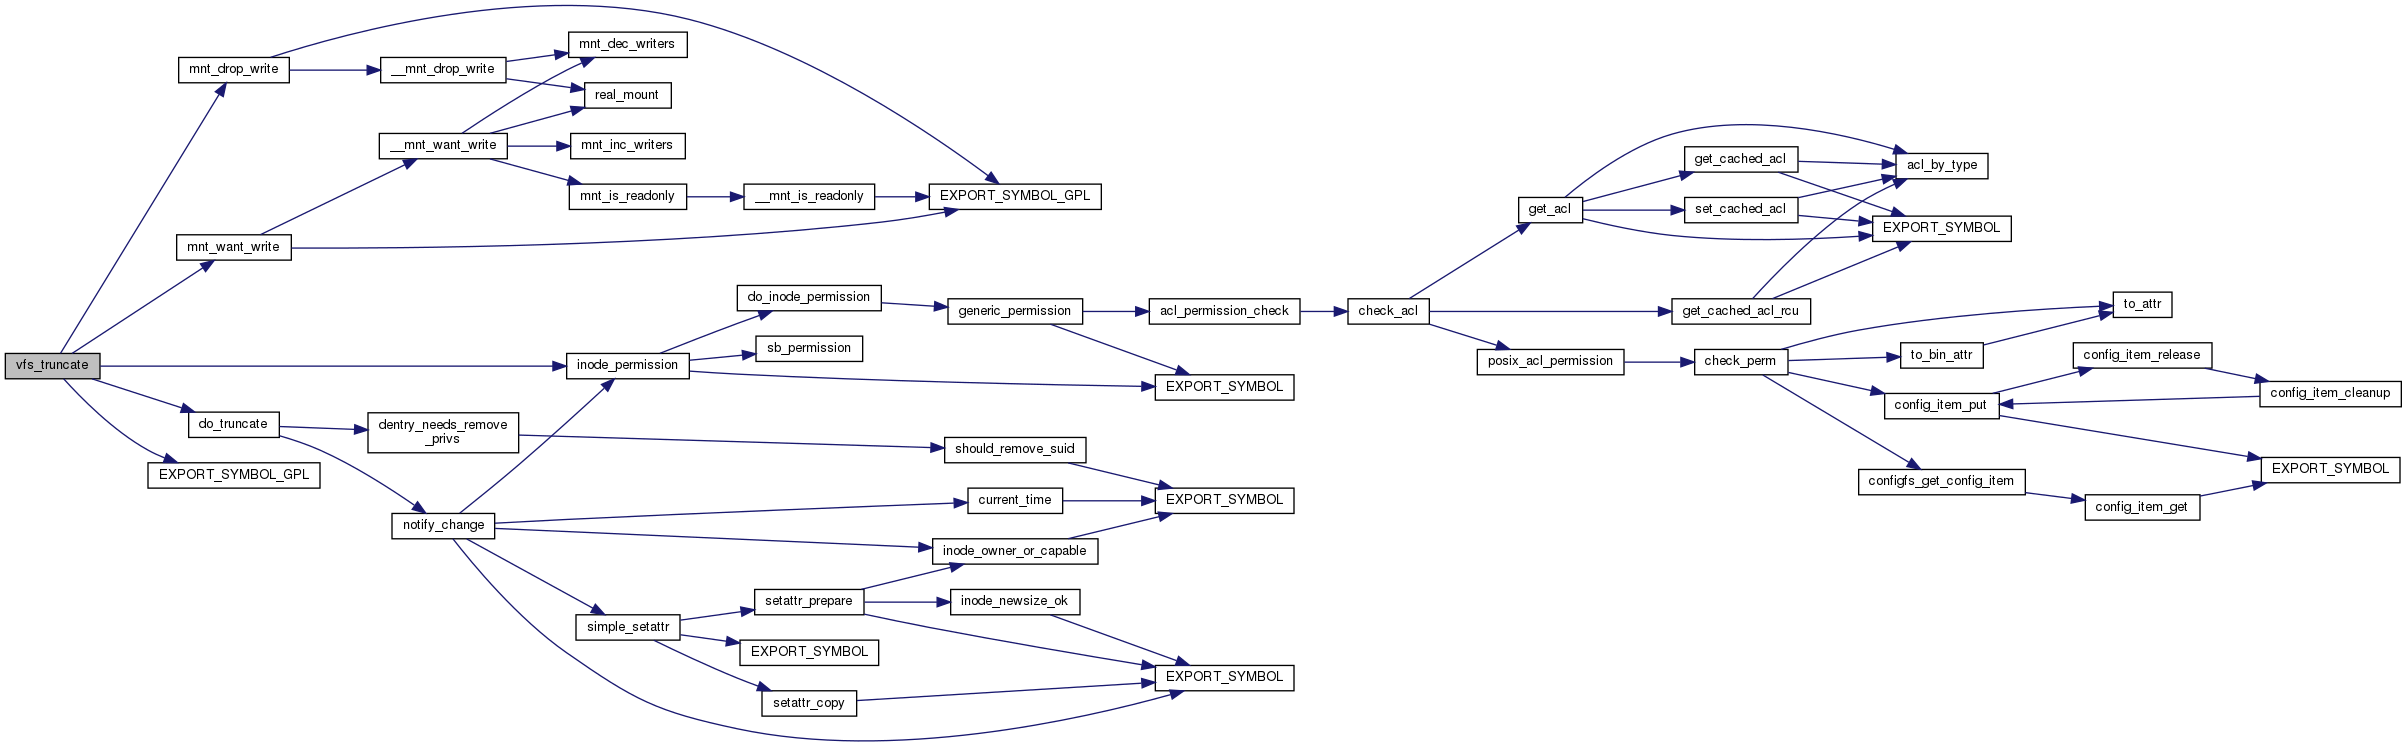 vfs_truncate
mnt_drop_write
mnt_want_write
do_truncate
EXPORT_SYMBOL_GPL
__mnt_drop_write
__mnt_want_write
dentry_needs_remove
_privs
notify_change
mnt_dec_writers
real_mount
mnt_inc_writers
mnt_is_readonly
inode_permission
simple_setattr
__mnt_is_readonly
do_inode_permission
sb_permission
setattr_prepare
EXPORT_SYMBOL
setattr_copy
EXPORT_SYMBOL_GPL
generic_permission
should_remove_suid
current_time
inode_owner_or_capable
inode_newsize_ok
acl_permission_check
EXPORT_SYMBOL
EXPORT_SYMBOL
EXPORT_SYMBOL
check_acl
get_acl
posix_acl_permission
get_cached_acl
set_cached_acl
get_cached_acl_rcu
check_perm
acl_by_type
EXPORT_SYMBOL
to_bin_attr
config_item_put
configfs_get_config_item
to_attr
config_item_release
config_item_get
config_item_cleanup
EXPORT_SYMBOL